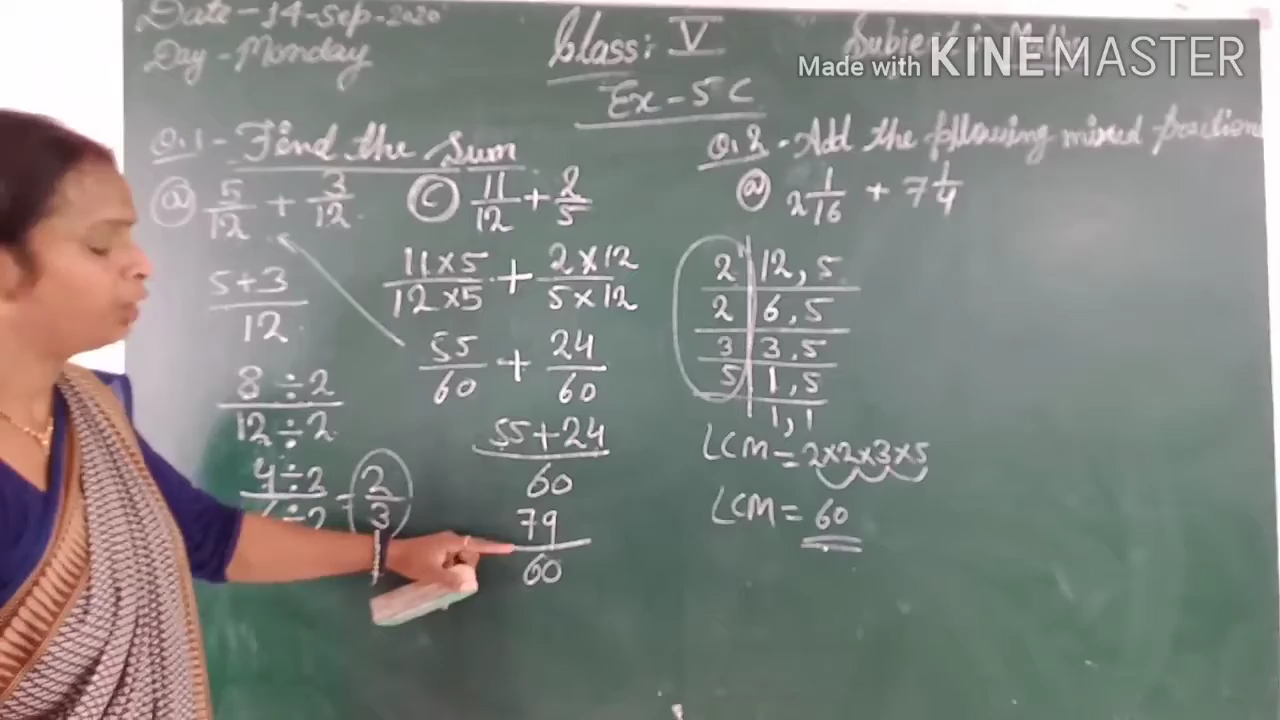 Date - 14-Sep-2020
Day - Monday
Class: V
Subject: Math
Made with KINEMASTER
Ex - 5 C
Q.1 - Find the Sum
(a) 5/12 + 3/12
5+3/12
8÷2/12÷2
4÷2/6÷2 = 2/3
(C) 11/12 + 2/5
11×5/12×5 + 2×12/5×12
55/60 + 24/60
55+24/60
79/60
Q.2 - Add the following mixed fractions
(a) 2 1/16 + 7 1/4
2 | 12, 5
2 | 6, 5
3 | 3, 5
5 | 1, 5
1, 1
LCM = 2×2×3×5
LCM = 60